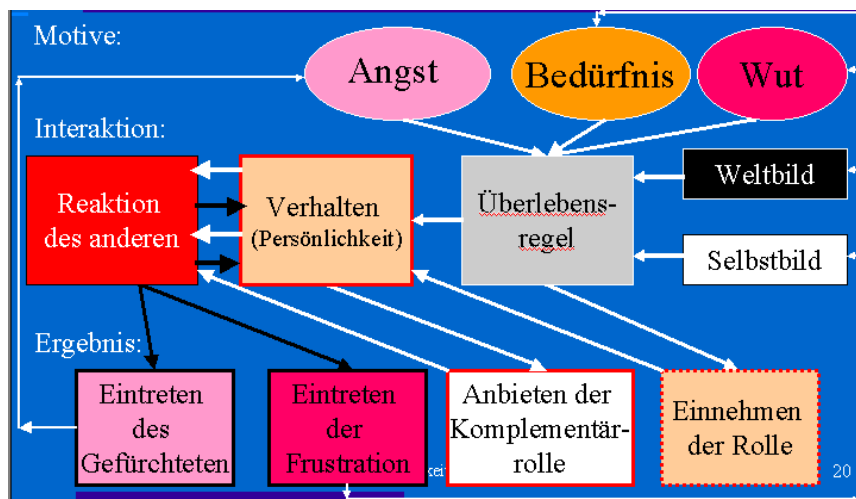 Motive:
Angst
Bedürfnis
Wut
Interaktion:
Reaktion
des anderen
Verhalten
(Persönlichkeit)
Überlebens-
regel
Weltbild
Selbstbild
Ergebnis:
Eintreten
des
Gefürchteten
Eintreten
der
Frustration
Anbieten der
Komplementär-
rolle
Einnehmen
der Rolle
20